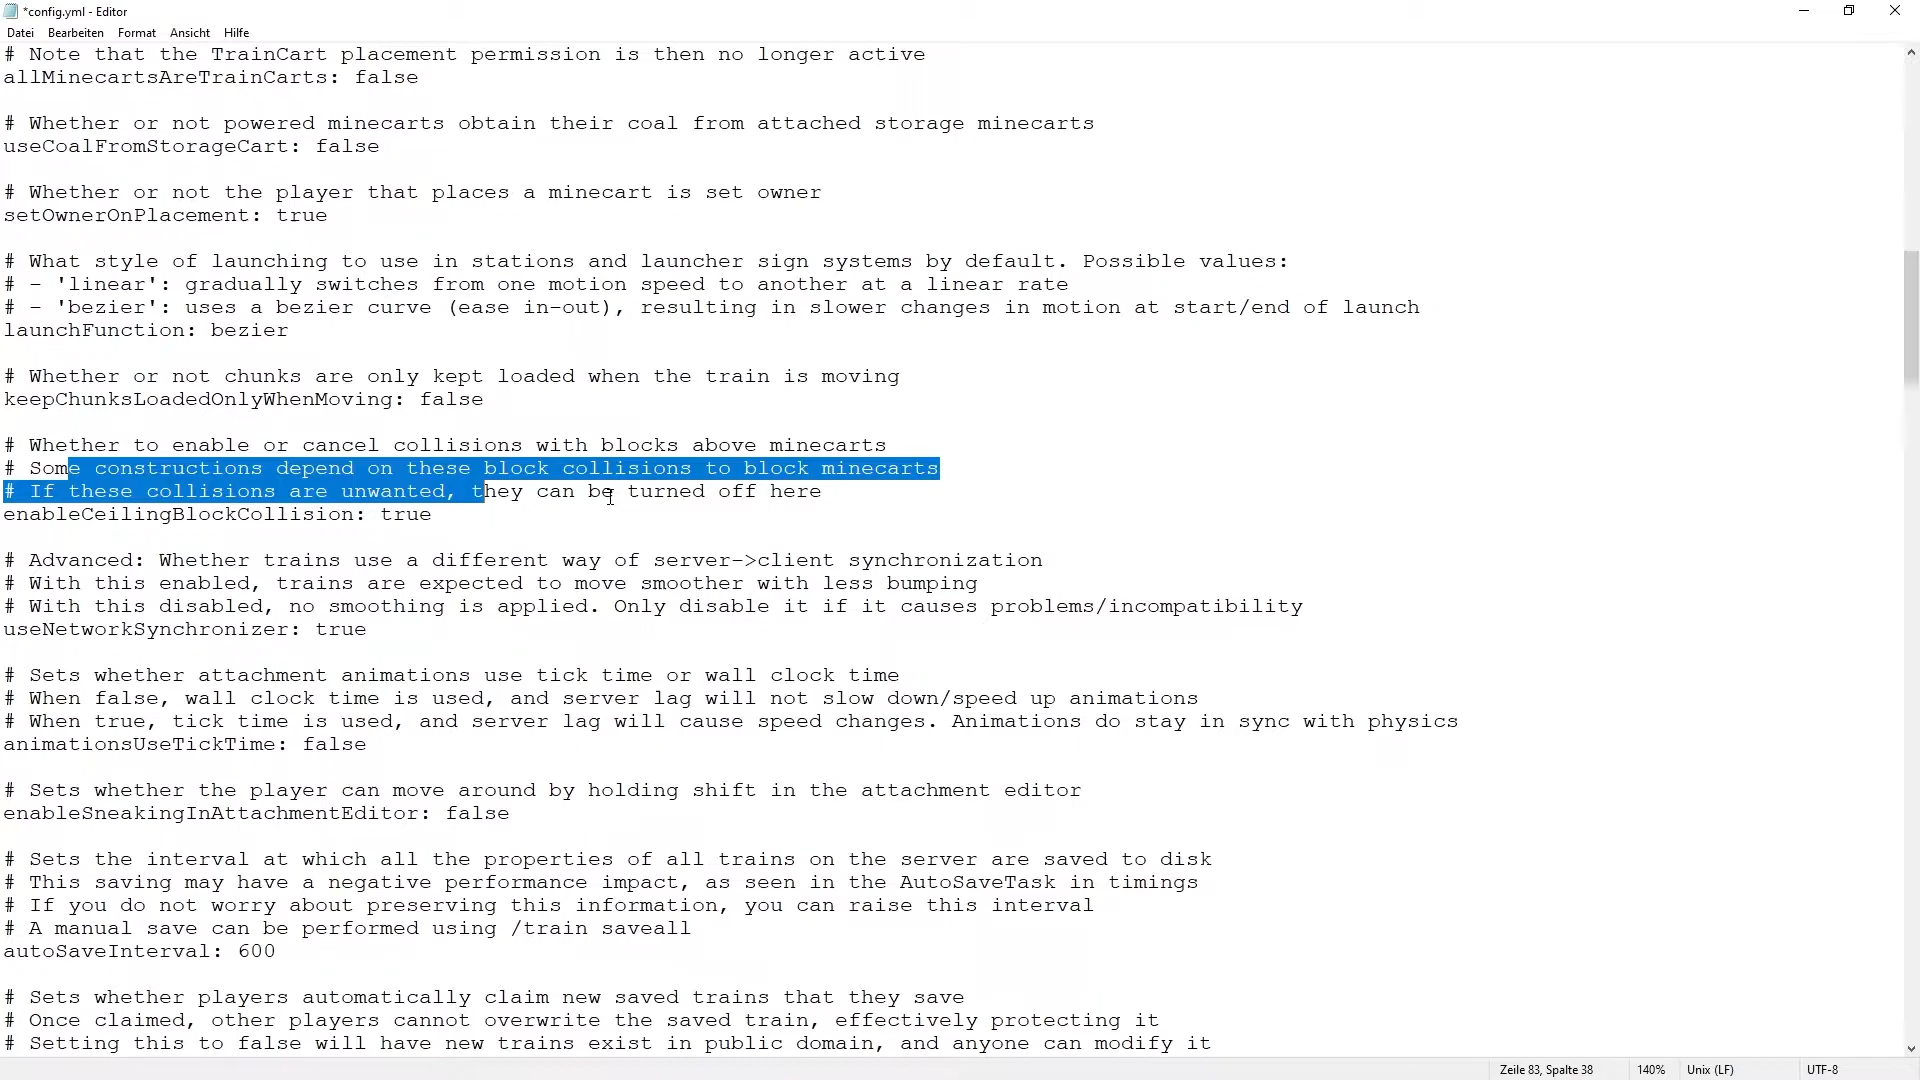 *config.yml - Editor
Datei Bearbeiten Format Ansicht Hilfe
# Note that the TrainCart placement permission is then no longer active
allMinecartsAreTrainCarts: false
# Whether or not powered minecarts obtain their coal from attached storage minecarts
useCoalFromStorageCart: false
# Whether or not the player that places a minecart is set owner
setOwnerOnPlacement: true
# What style of launching to use in stations and launcher sign systems by default. Possible values:
# - 'linear': gradually switches from one motion speed to another at a linear rate
# - 'bezier': uses a bezier curve (ease in-out), resulting in slower changes in motion at start/end of launch
launchFunction: bezier
# Whether or not chunks are only kept loaded when the train is moving
keepChunksLoadedOnlyWhenMoving: false
# Whether to enable or cancel collisions with blocks above minecarts
# Some constructions depend on these block collisions to block minecarts
# If these collisions are unwanted, they can be turned off here
enableCeilingBlockCollision: true
# Advanced: Whether trains use a different way of server->client synchronization
# With this enabled, trains are expected to move smoother with less bumping
# With this disabled, no smoothing is applied. Only disable it if it causes problems/incompatibility
useNetworkSynchronizer: true
# Sets whether attachment animations use tick time or wall clock time
# When false, wall clock time is used, and server lag will not slow down/speed up animations
# When true, tick time is used, and server lag will cause speed changes. Animations do stay in sync with physics
animationsUseTickTime: false
# Sets whether the player can move around by holding shift in the attachment editor
enableSneakingInAttachmentEditor: false
# Sets the interval at which all the properties of all trains on the server are saved to disk
# This saving may have a negative performance impact, as seen in the AutoSaveTask in timings
# If you do not worry about preserving this information, you can raise this interval
# A manual save can be performed using /train saveall
autoSaveInterval: 600
# Sets whether players automatically claim new saved trains that they save
# Once claimed, other players cannot overwrite the saved train, effectively protecting it
# Setting this to false will have new trains exist in public domain, and anyone can modify it
Zeile 83, Spalte 38 140% Unix (LF) UTF-8